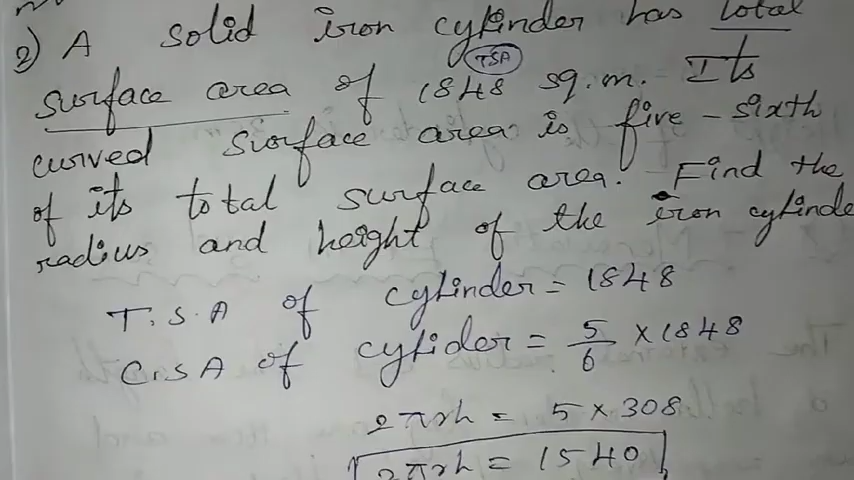 2) A solid iron cylinder has total
surface area of 1848 sq.m. Its
TSA
curved surface area is five - sixth
of its total surface area. Find the
radius and height of the iron cylinde
T.S.A of cylinder = 1848
C.S A of cylider = 5/6 × 1848
2πrh = 5 × 308
2πrh = 1540